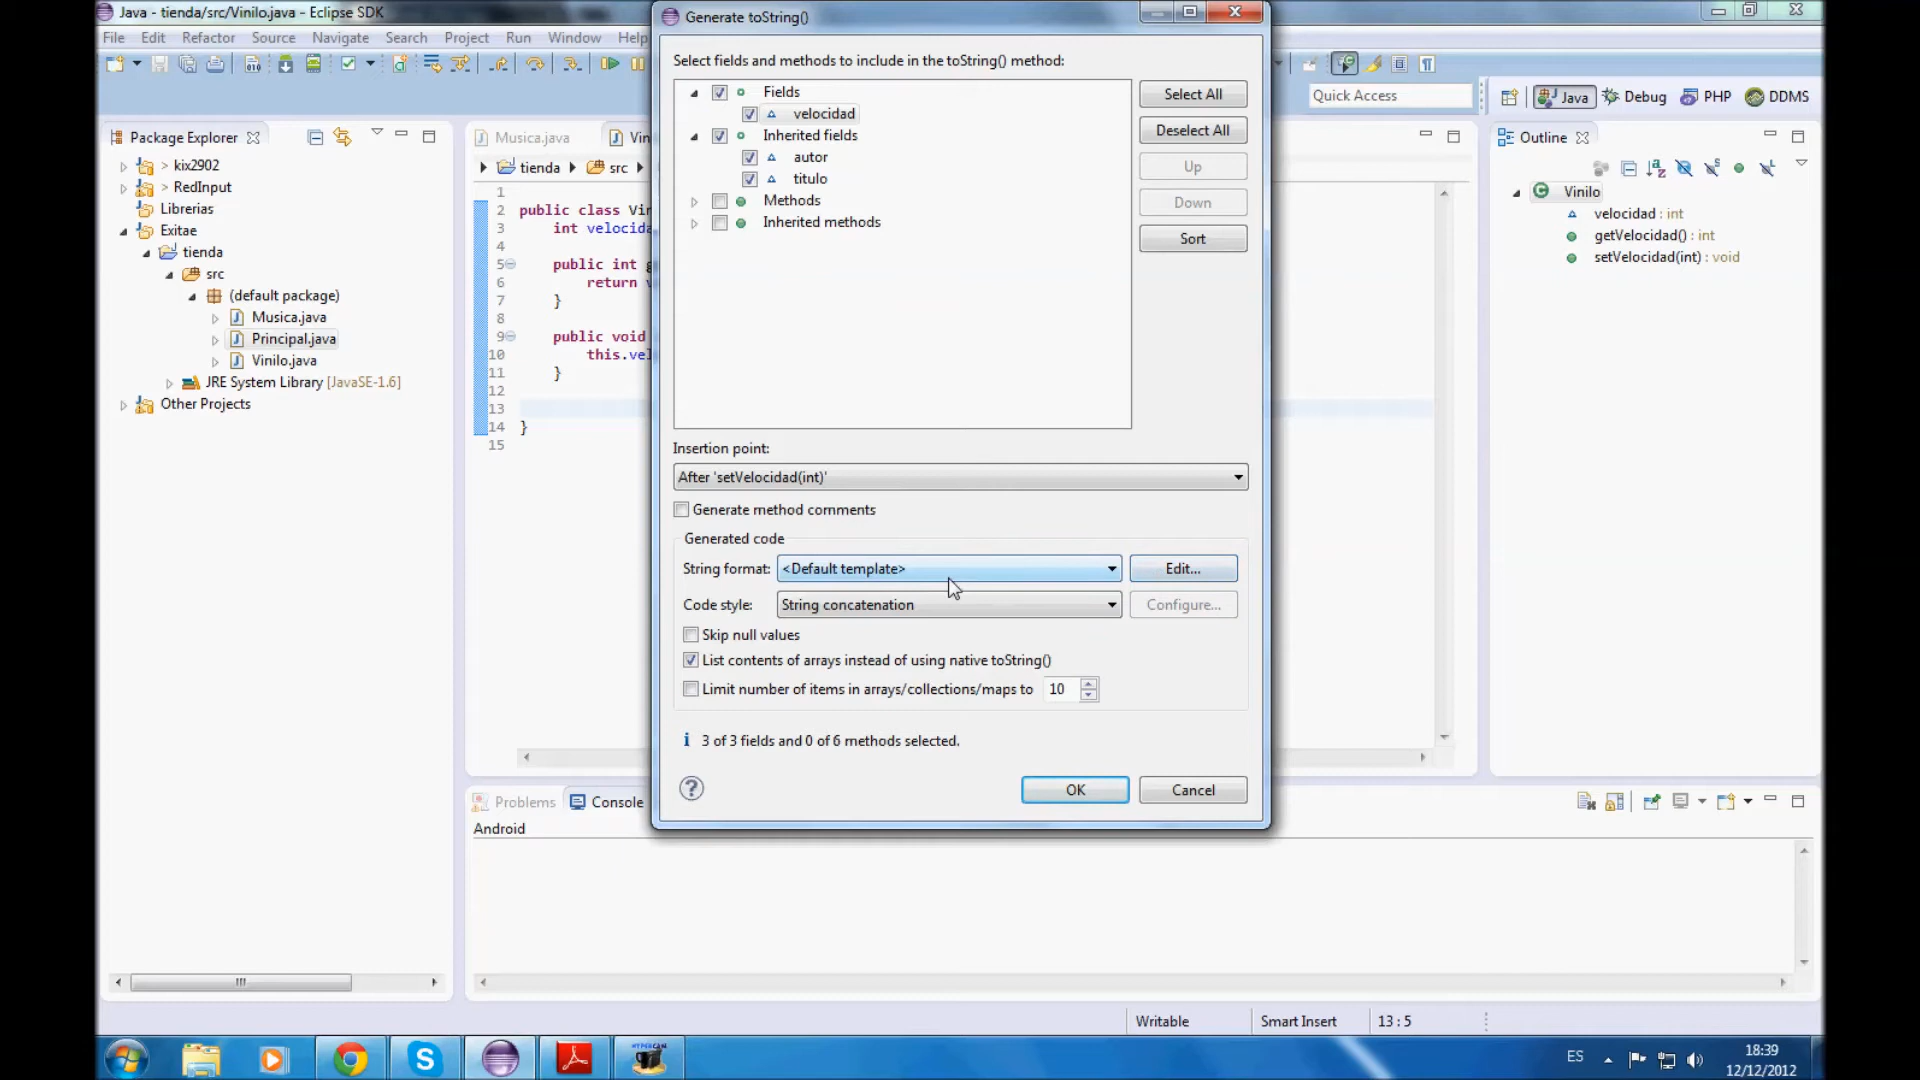 Java - tienda/src/Vinilo.java - Eclipse SDK
File Edit Refactor Source Navigate Search Project Run Window Help
Quick Access
Java Debug PHP DDMS
Package Explorer
> kix2902
> RedInput
Librerias
Exitae
tienda
src
(default package)
Musica.java
Principal.java
Vinilo.java
JRE System Library [JavaSE-1.6]
Other Projects
Musica.java
tienda src
1
2 public class
3 int
4
5 public int
6 return
7 }
8
9 public void
10 this.
11 }
12
13
14 }
15
Generate toString()
Select fields and methods to include in the toString() method:
Fields
velocidad
Inherited fields
autor
titulo
Methods
Inherited methods
Select All
Deselect All
Up
Down
Sort
Insertion point:
After 'setVelocidad(int)'
Generate method comments
Generated code
String format: <Default template> Edit...
Code style: String concatenation Configure...
Skip null values
List contents of arrays instead of using native toString()
Limit number of items in arrays/collections/maps to 10
i 3 of 3 fields and 0 of 6 methods selected.
? OK Cancel
Outline
Vinilo
velocidad : int
getVelocidad() : int
setVelocidad(int) : void
Problems Console
Android
Writable Smart Insert 13 : 5
ES
18:39
12/12/2012